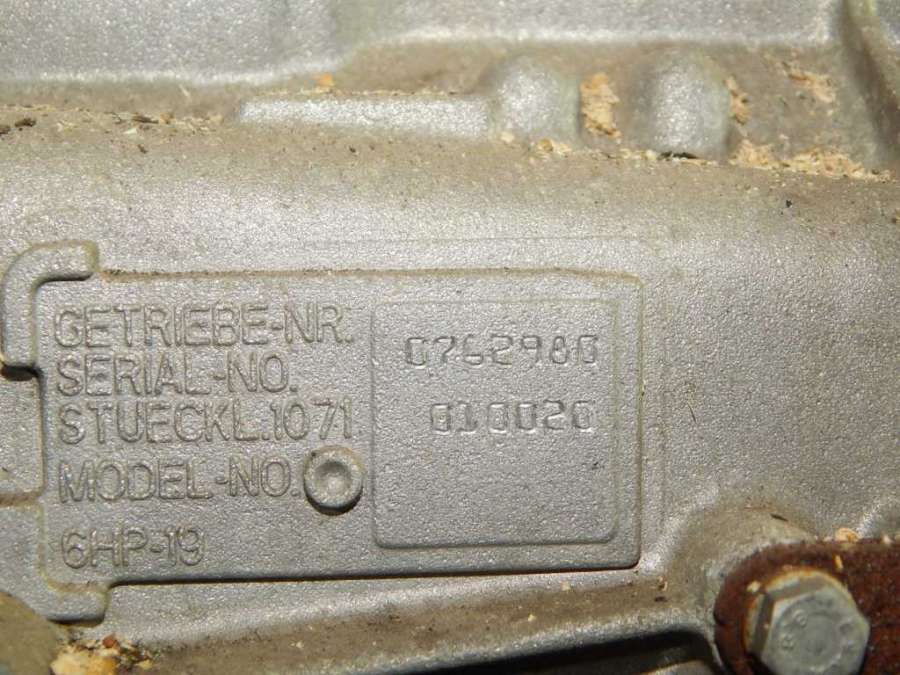 GETRIEBE-NR. 0762980
SERIAL-NO.
STUECKL.1071 010020
MODEL-NO.
6HP-19